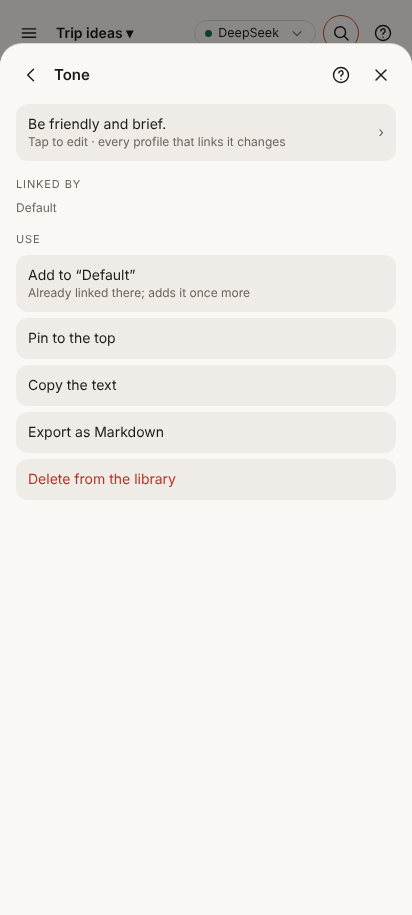 Trip ideas ▾
DeepSeek
Tone
Be friendly and brief.
Tap to edit · every profile that links it changes
LINKED BY
Default
USE
Add to “Default”
Already linked there; adds it once more
Pin to the top
Copy the text
Export as Markdown
Delete from the library